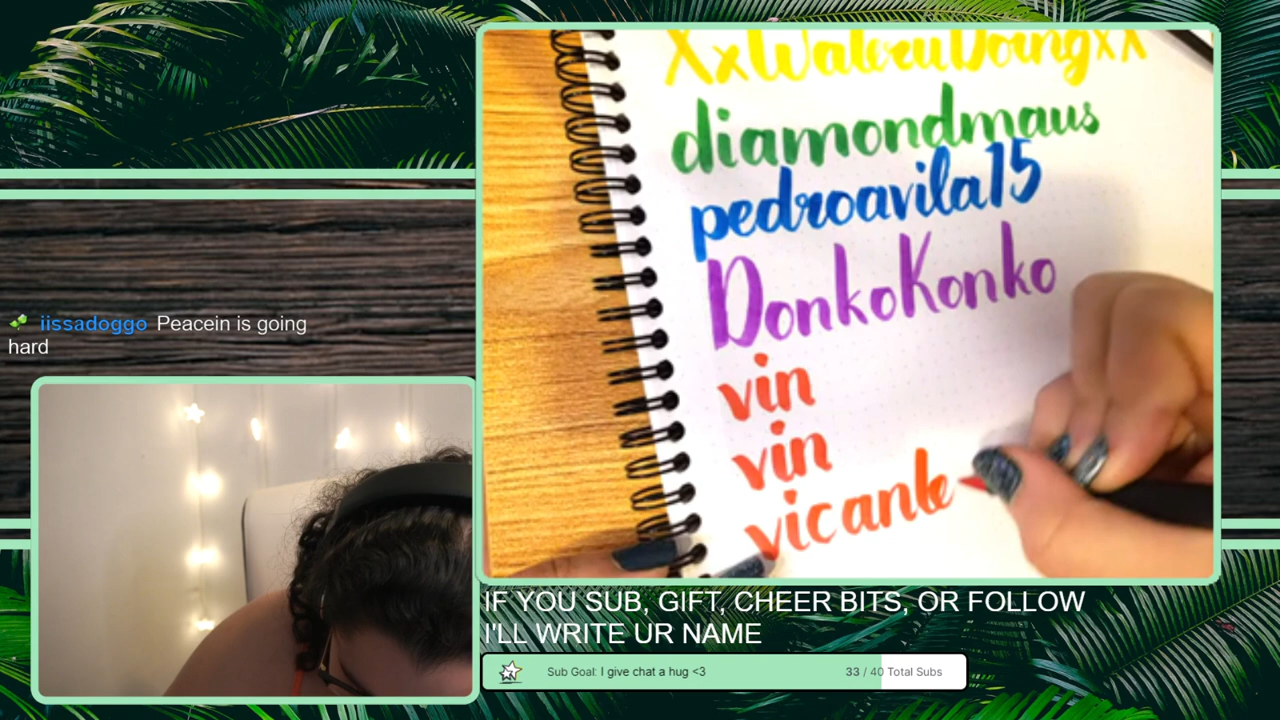 diamondmaus
pedroavila15
DonkoKonko
vin
vin
iissadoggo Peacein is going
hard
IF YOU SUB, GIFT, CHEER BITS, OR FOLLOW
I'LL WRITE UR NAME
Sub Goal: I give chat a hug <3 33 / 40 Total Subs